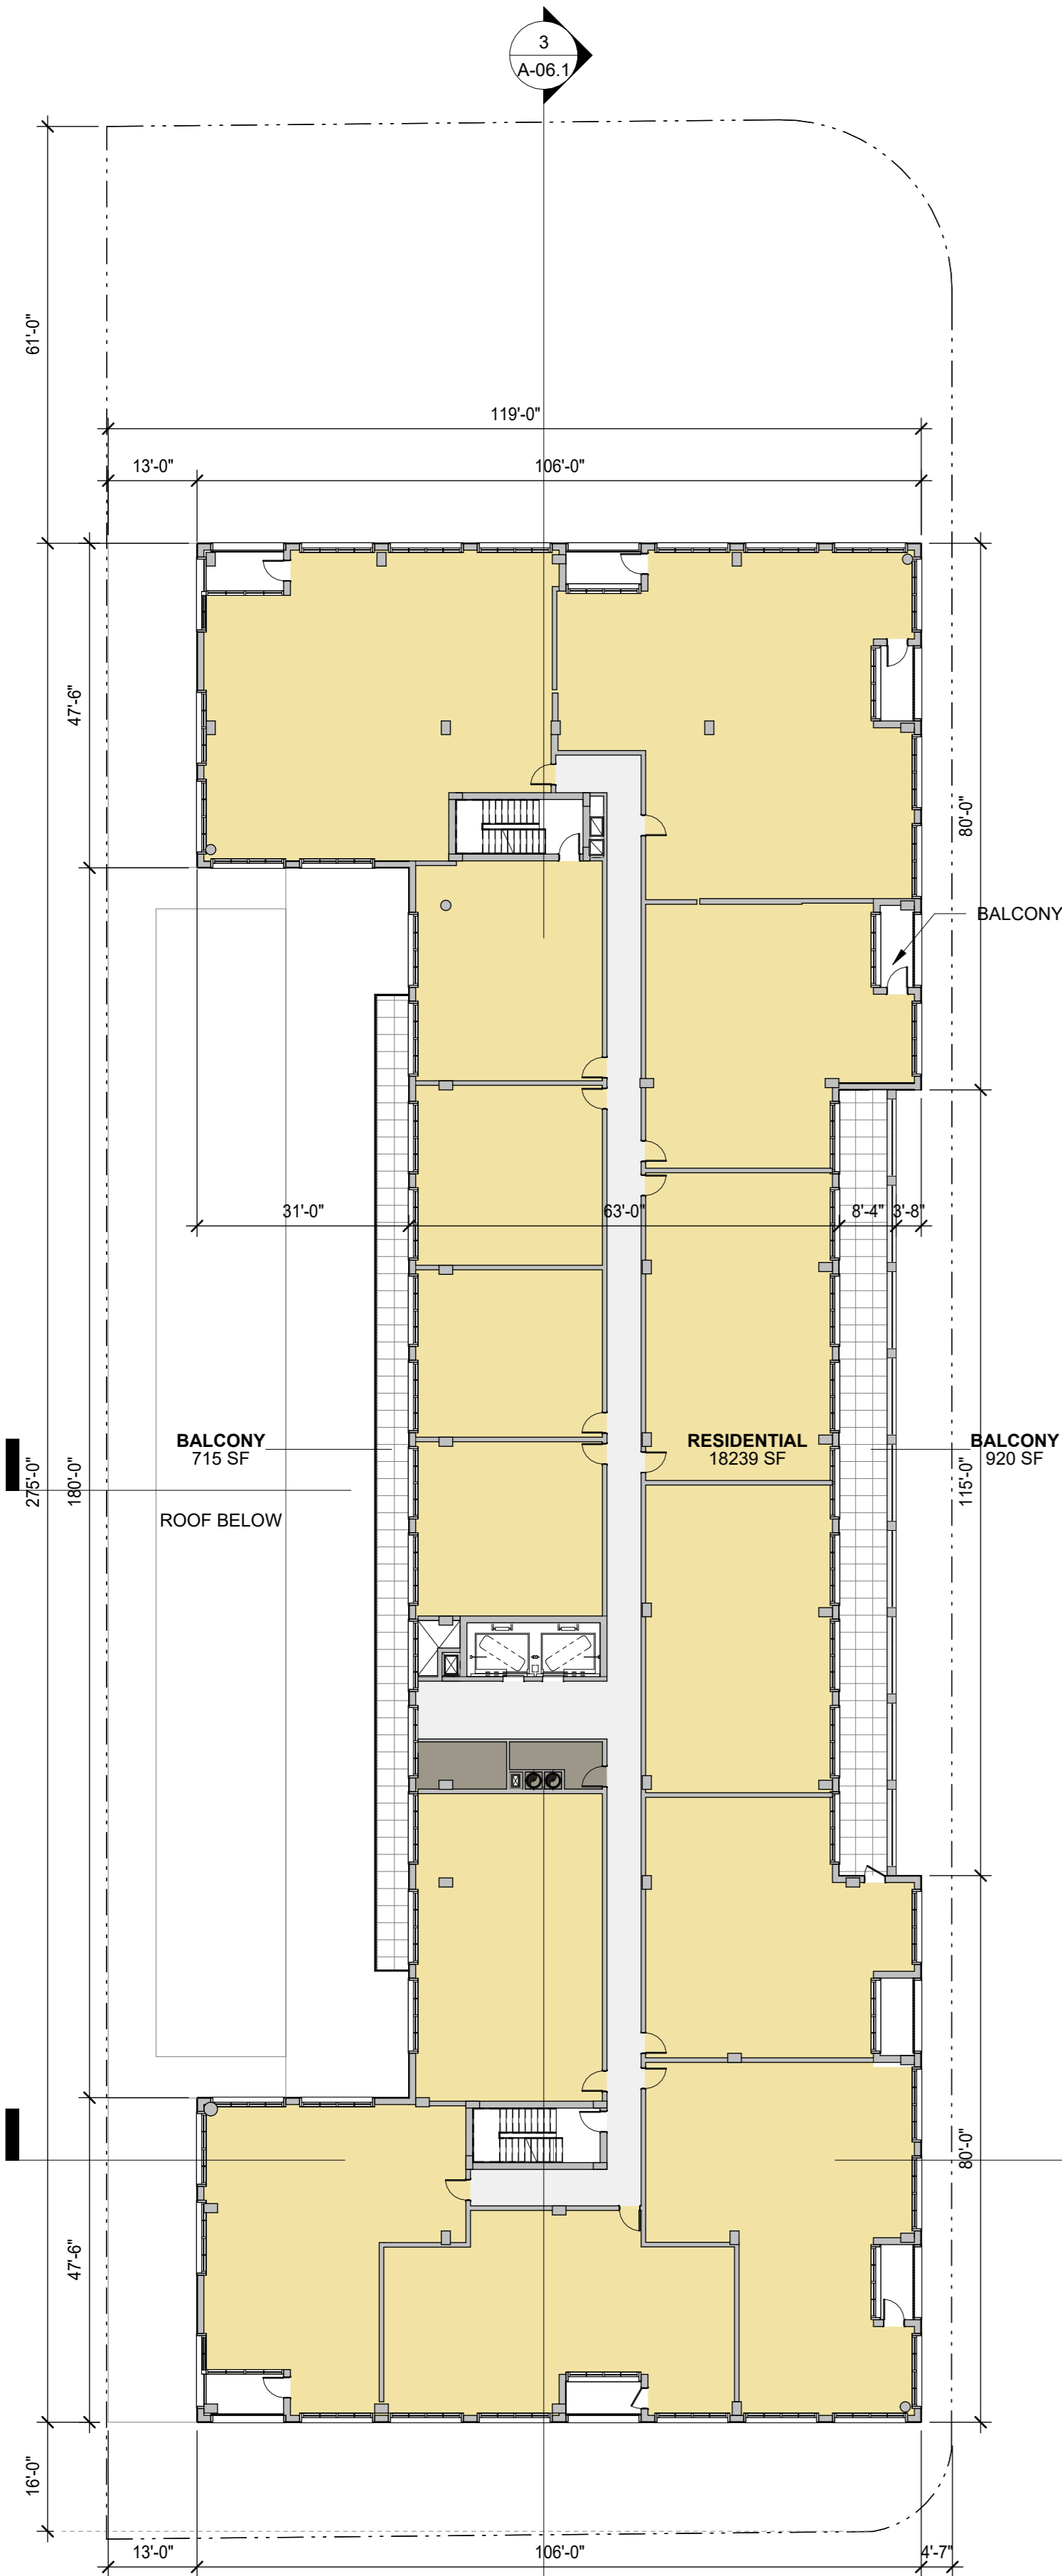 3
A-06.1
61'-0"
119'-0"
13'-0"
106'-0"
47'-6"
80'-0"
BALCONY
31'-0"
63'-0"
8'-4"
3'-8"
BALCONY
715 SF
RESIDENTIAL
18239 SF
BALCONY
920 SF
275'-0"
180'-0"
115'-0"
ROOF BELOW
80'-0"
47'-6"
16'-0"
13'-0"
106'-0"
4'-7"